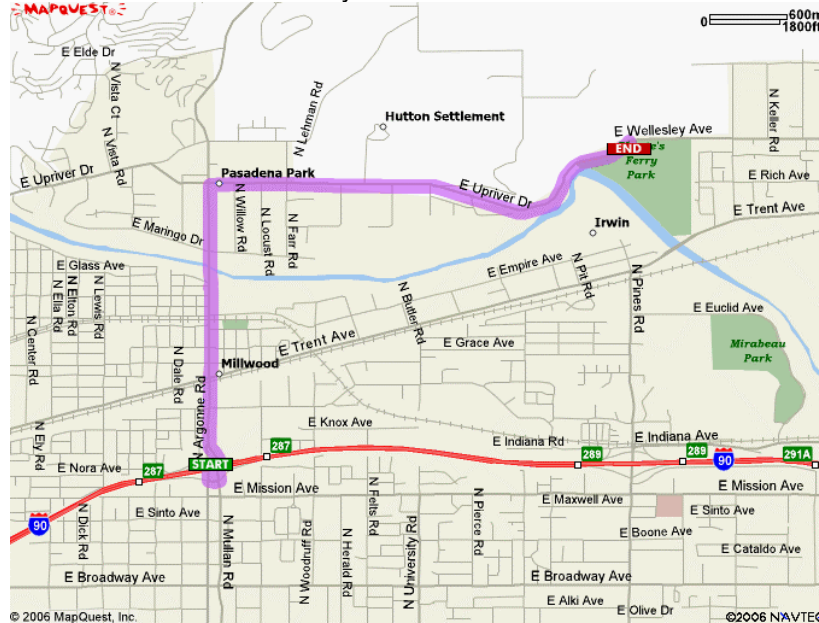 MAPQUEST
600m
0
1800ft
E Elde Dr
N Vista Ct
N Lehman Rd
Hutton Settlement
E Wellesley Ave
N Keller Rd
END
N Vista Rd
Ferry
Park
E Upriver Dr
Pasadena Park
E Upriver Dr
E Rich Ave
N Willow Rd
N Locust Rd
N Farr Rd
E Trent Ave
Irwin
E Maringo Dr
E Glass Ave
E Empire Ave
N Pit Rd
N Pines Rd
N Ella Rd
N Elton Rd
N Lewis Rd
N Butler Rd
E Euclid Ave
N Center Rd
E Trent Ave
E Grace Ave
Mirabeau
Park
N Dale Rd
Millwood
N Argonne Rd
E Knox Ave
E Indiana Rd
E Indiana Ave
N Ely Rd
287
289
289
291A
E Nora Ave
287
START
90
E Mission Ave
E Mission Ave
E Maxwell Ave
E Sinto Ave
E Sinto Ave
90
N Dick Rd
N Mullan Rd
N Woodruff Rd
N Herald Rd
N Felts Rd
N University Rd
N Pierce Rd
E Boone Ave
E Cataldo Ave
E Broadway Ave
E Broadway Ave
E Alki Ave
E Olive Dr
© 2006 MapQuest, Inc.
©2006 NAVTEQ